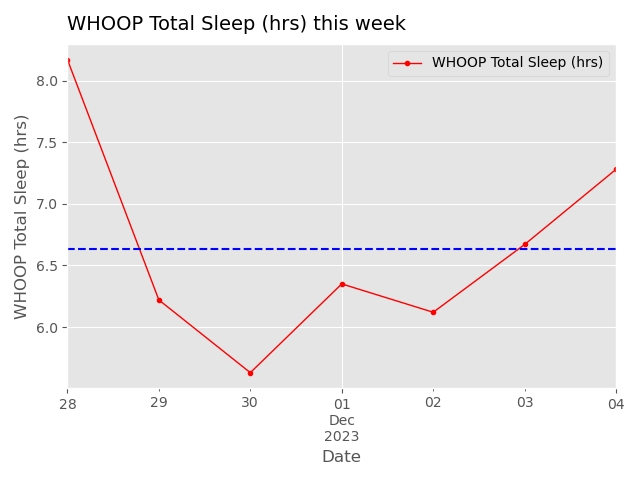 WHOOP Total Sleep (hrs) this week
WHOOP Total Sleep (hrs)
WHOOP Total Sleep (hrs)
8.0
7.5
7.0
6.5
6.0
28 29 30 01 02 03 04
Dec
2023
Date